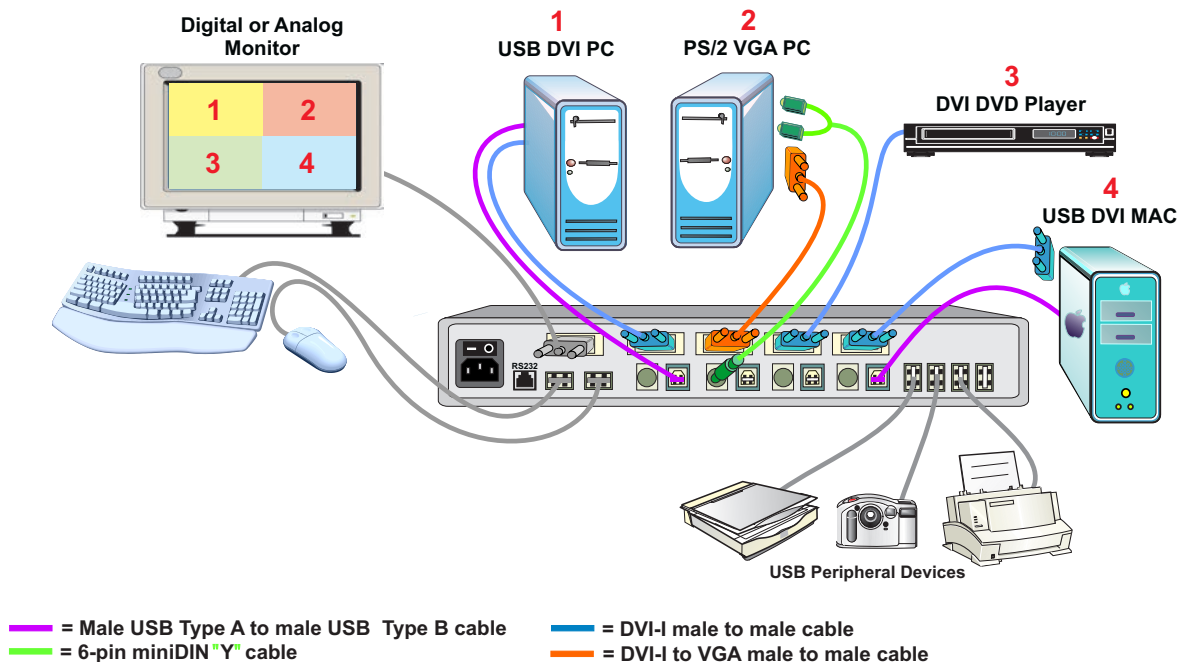 Digital or Analog
Monitor
1
USB DVI PC
2
PS/2 VGA PC
3
DVI DVD Player
4
USB DVI MAC
1
2
3
4
RS232
USB Peripheral Devices
= Male USB Type A to male USB Type B cable
= DVI-I male to male cable
= 6-pin miniDIN "Y" cable
= DVI-I to VGA male to male cable